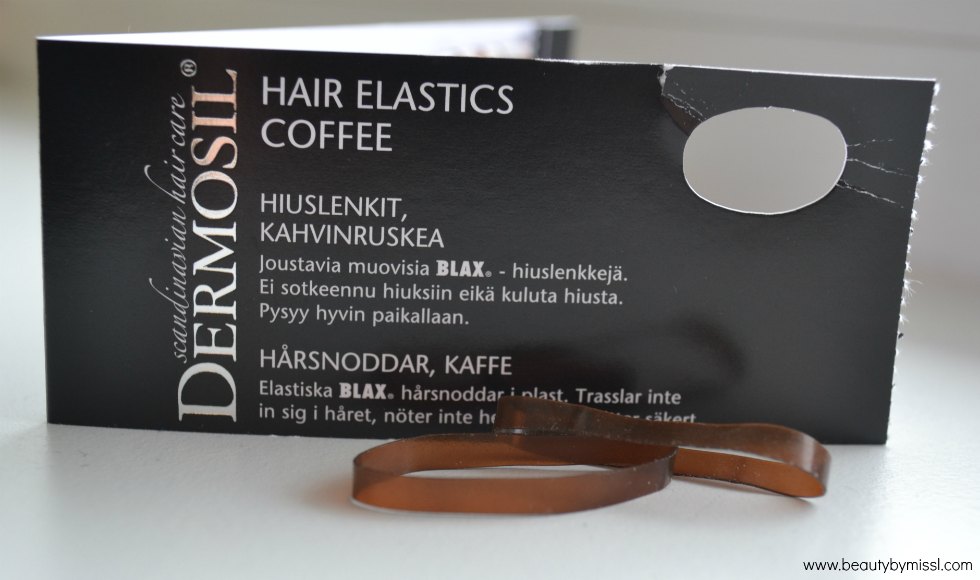 scandinavian hair care
DERMOSIL®
HAIR ELASTICS
COFFEE
HIUSLENKIT,
KAHVINRUSKEA
Joustavia muovisia BLAX® - hiuslenkkejä.
Ei sotkeennu hiuksiin eikä kuluta hiusta.
Pysyy hyvin paikallaan.
HÅRSNODDAR, KAFFE
Elastiska BLAX® hårsnoddar i plast. Trasslar inte
in sig i håret, nöter inte säkert
www.beautybymissl.com